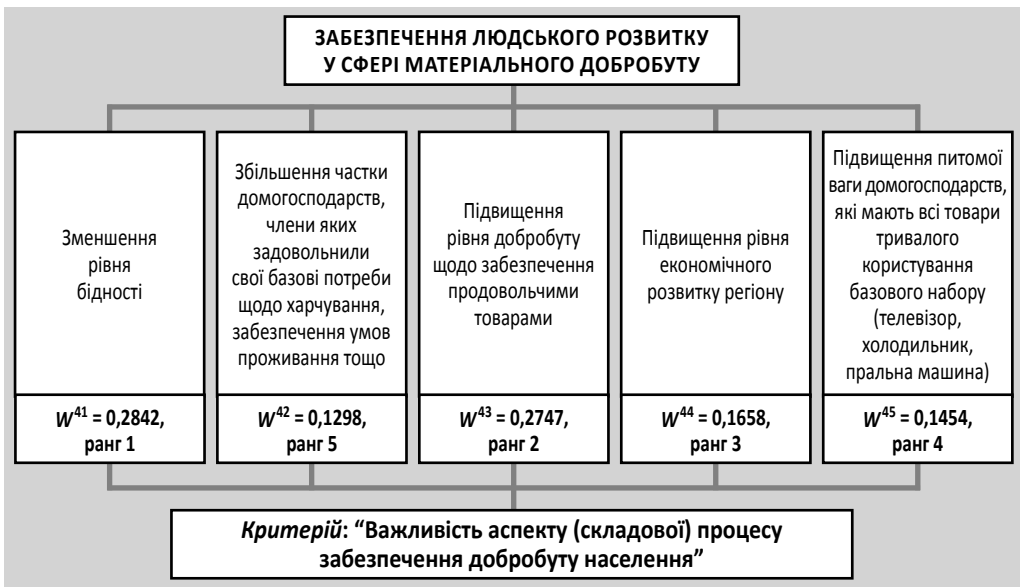 ЗАБЕЗПЕЧЕННЯ ЛЮДСЬКОГО РОЗВИТКУ
У СФЕРІ МАТЕРІАЛЬНОГО ДОБРОБУТУ
Зменшення
рівня
бідності
W⁴¹ = 0,2842,
ранг 1
Збільшення частки
домогосподарств,
члени яких
задовольнили
свої базові потреби
щодо харчування,
забезпечення умов
проживання тощо
W⁴² = 0,1298,
ранг 5
Підвищення
рівня добробуту
щодо забезпечення
продовольчими
товарами
W⁴³ = 0,2747,
ранг 2
Підвищення рівня
економічного
розвитку регіону
W⁴⁴ = 0,1658,
ранг 3
Підвищення питомої
ваги домогосподарств,
які мають всі товари
тривалого
користування
базового набору
(телевізор,
холодильник,
пральна машина)
W⁴⁵ = 0,1454,
ранг 4
Критерій: “Важливість аспекту (складової) процесу
забезпечення добробуту населення”